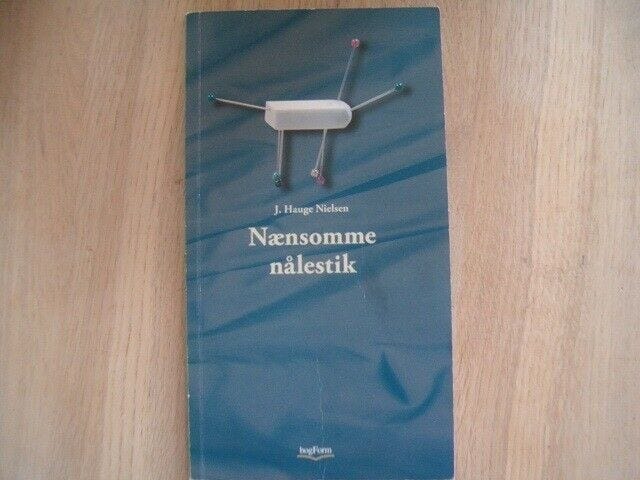 J. Hauge Nielsen
Nænsomme
nålestik
bogForm